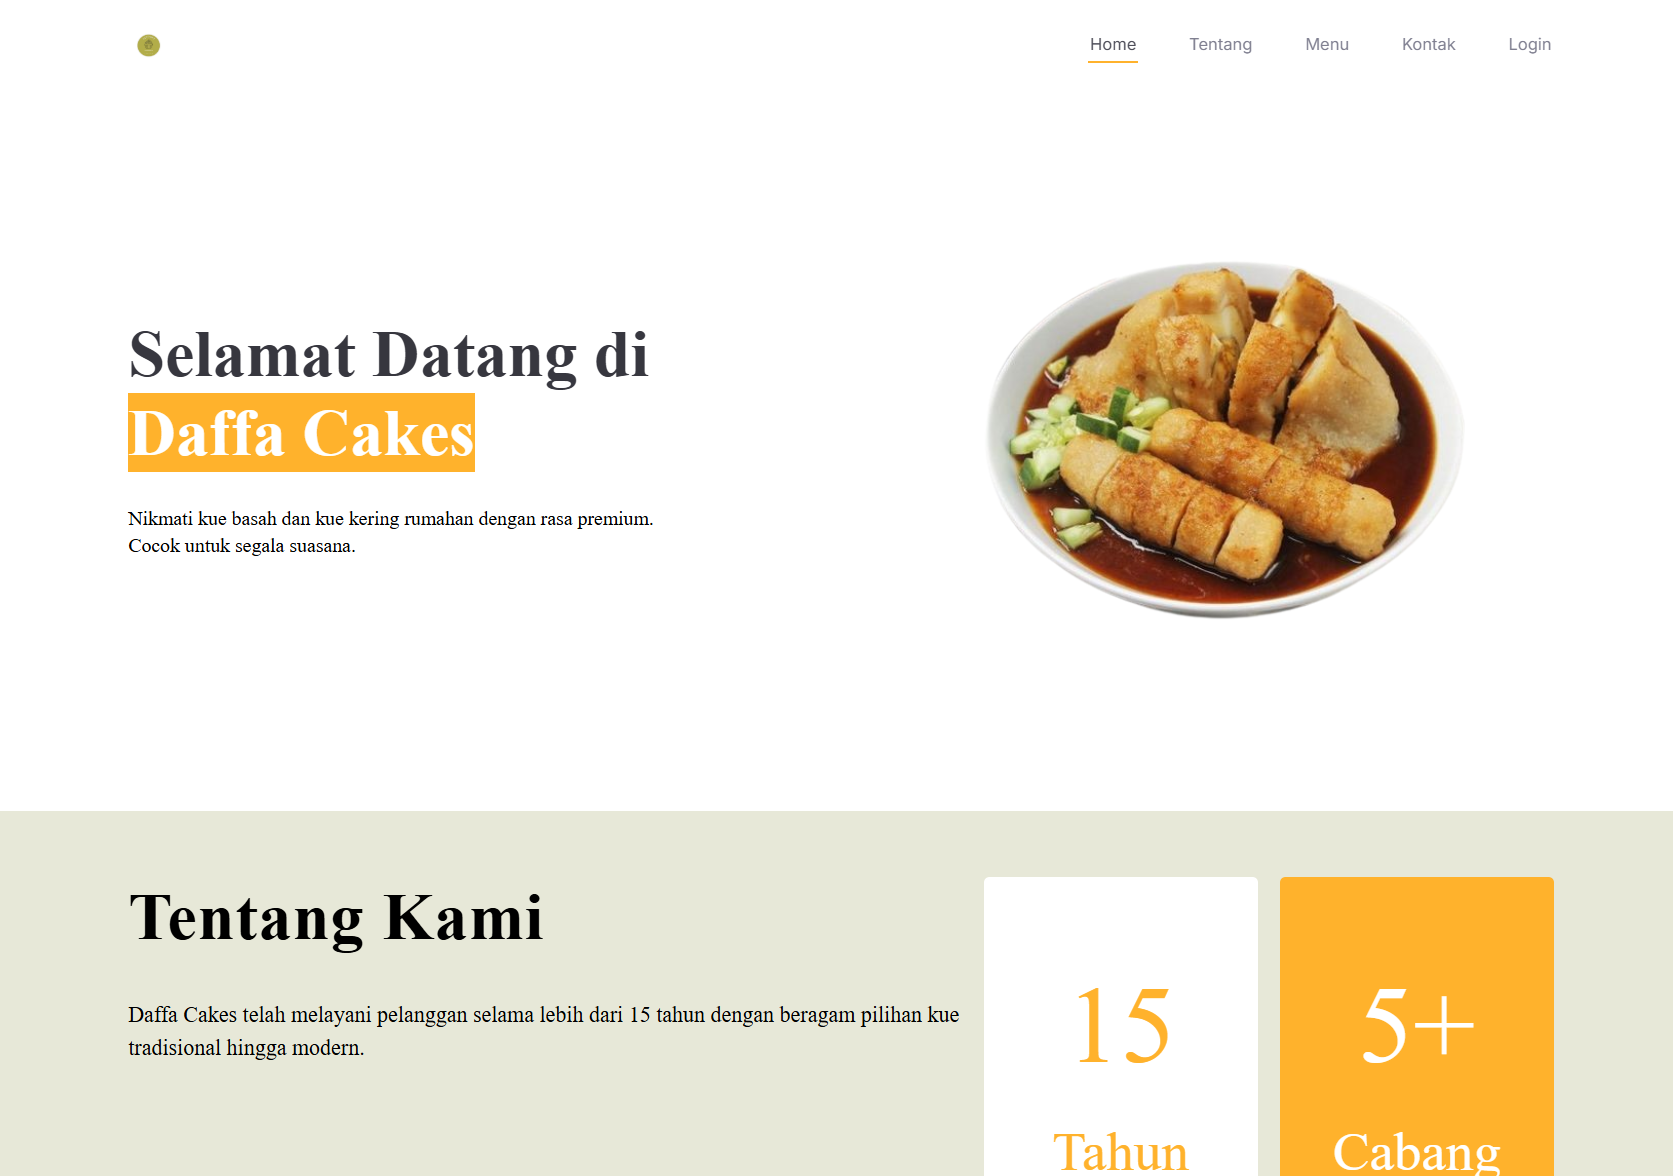 Home
Tentang
Menu
Kontak
Login
Selamat Datang di
Daffa Cakes
Nikmati kue basah dan kue kering rumahan dengan rasa premium.
Cocok untuk segala suasana.
Tentang Kami
Daffa Cakes telah melayani pelanggan selama lebih dari 15 tahun dengan beragam pilihan kue
tradisional hingga modern.
15
Tahun
5+
Cabang